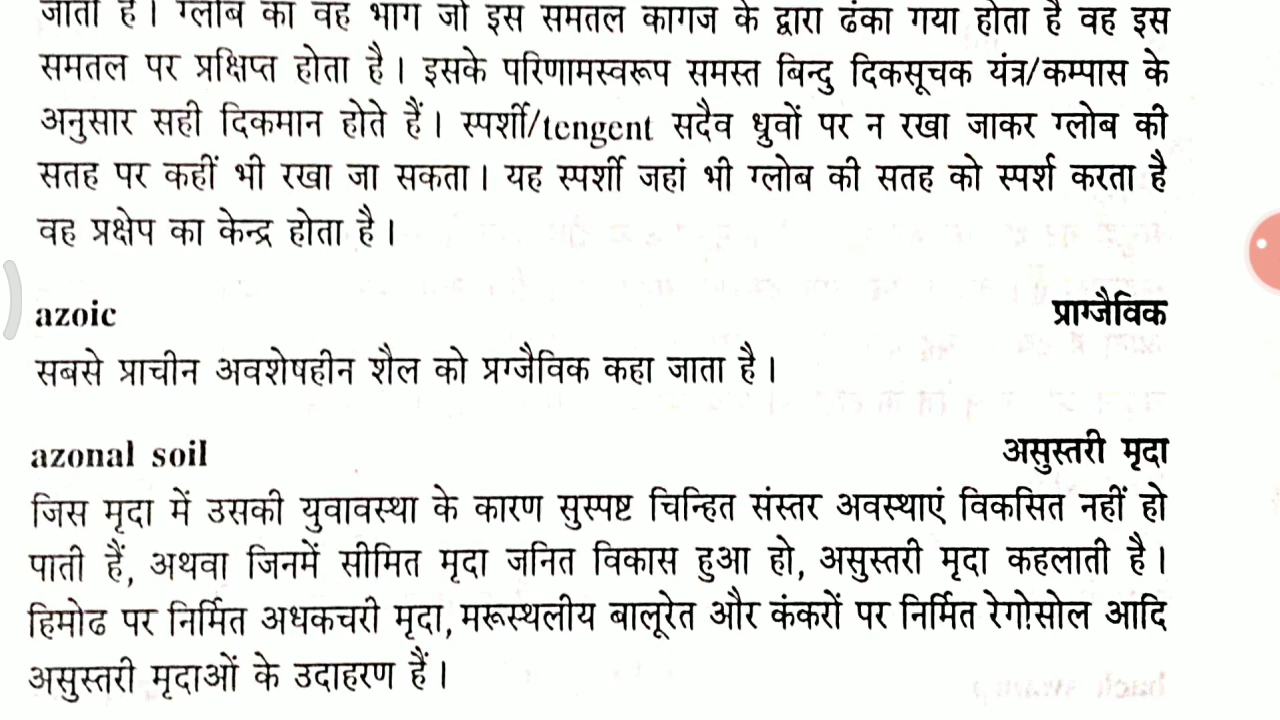 जाता है। ग्लोब का वह भाग जो इस समतल कागज के द्वारा ढंका गया होता है वह इस
समतल पर प्रक्षिप्त होता है। इसके परिणामस्वरूप समस्त बिन्दु दिकसूचक यंत्र/कम्पास के
अनुसार सही दिकमान होते हैं। स्पर्शी/tengent सदैव ध्रुवों पर न रखा जाकर ग्लोब की
सतह पर कहीं भी रखा जा सकता। यह स्पर्शी जहां भी ग्लोब की सतह को स्पर्श करता है
वह प्रक्षेप का केन्द्र होता है।
azoic प्राग्जैविक
सबसे प्राचीन अवशेषहीन शैल को प्रग्जैविक कहा जाता है।
azonal soil असुस्तरी मृदा
जिस मृदा में उसकी युवावस्था के कारण सुस्पष्ट चिन्हित संस्तर अवस्थाएं विकसित नहीं हो
पाती हैं, अथवा जिनमें सीमित मृदा जनित विकास हुआ हो, असुस्तरी मृदा कहलाती है।
हिमोढ पर निर्मित अधकचरी मृदा, मरूस्थलीय बालूरेत और कंकरों पर निर्मित रेगोसोल आदि
असुस्तरी मृदाओं के उदाहरण हैं।